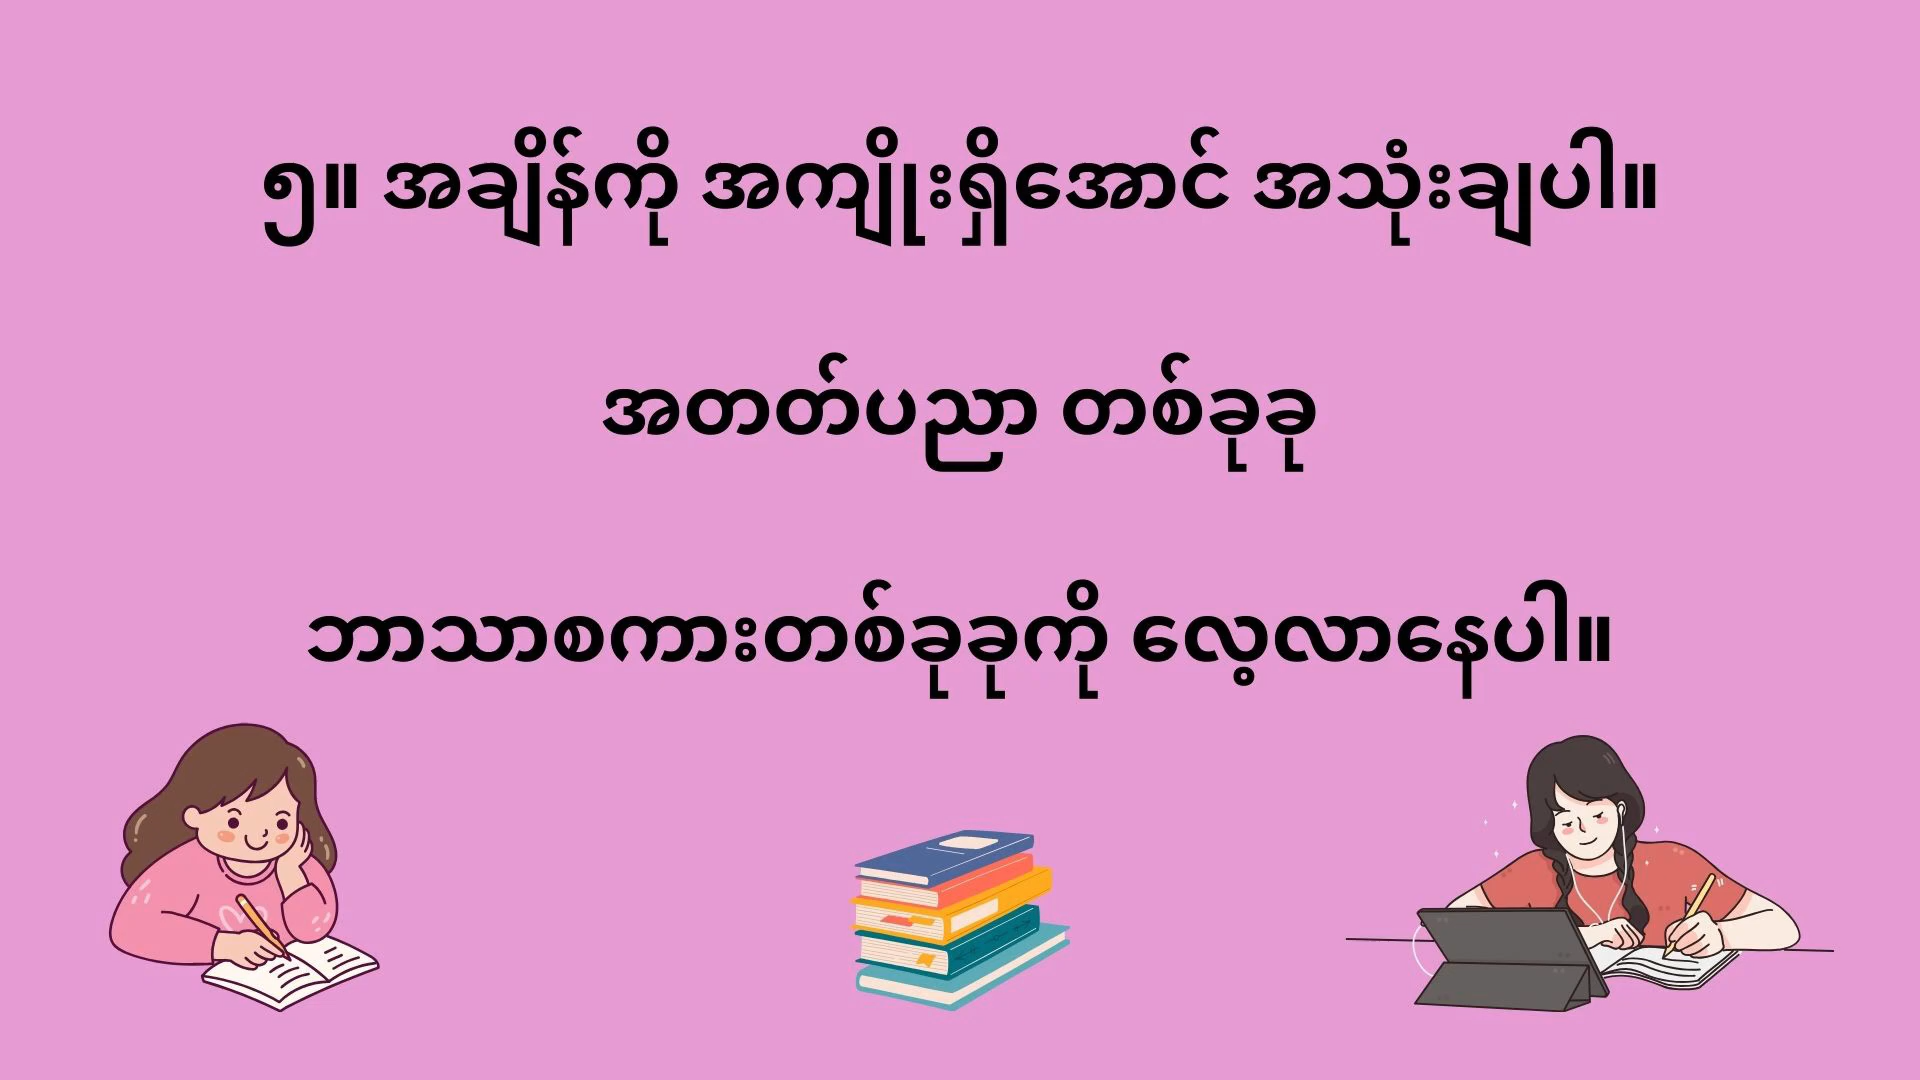 ၅။ အချိန်ကို အကျိုးရှိအောင် အသုံးချပါ။
အတတ်ပညာ တစ်ခုခု
ဘာသာစကားတစ်ခုခုကို လေ့လာနေပါ။